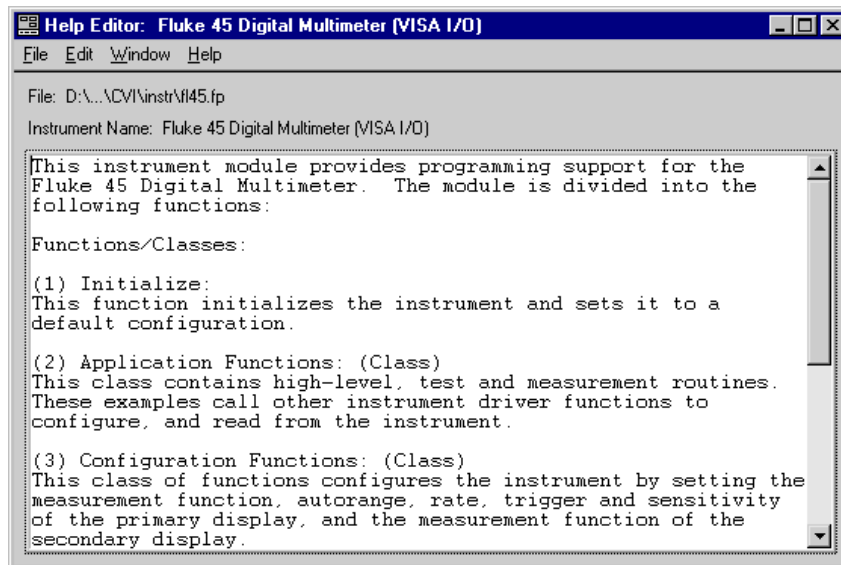 Help Editor: Fluke 45 Digital Multimeter (VISA I/O)
File Edit Window Help
File: D:\...\CVI\instr\fl45.fp
Instrument Name: Fluke 45 Digital Multimeter (VISA I/O)
This instrument module provides programming support for the
Fluke 45 Digital Multimeter. The module is divided into the
following functions:
Functions/Classes:
(1) Initialize:
This function initializes the instrument and sets it to a
default configuration.
(2) Application Functions: (Class)
This class contains high-level, test and measurement routines.
These examples call other instrument driver functions to
configure, and read from the instrument.
(3) Configuration Functions: (Class)
This class of functions configures the instrument by setting the
measurement function, autorange, rate, trigger and sensitivity
of the primary display, and the measurement function of the
secondary display.